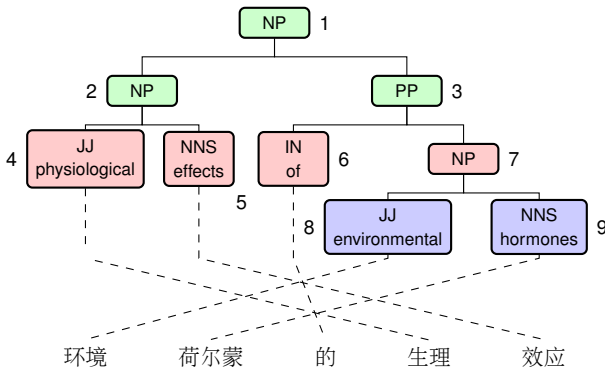 NP 1
2 NP PP 3
4 JJ physiological NNS effects 5 IN of 6 NP 7
8 JJ environmental NNS hormones 9
环境 荷尔蒙 的 生理 效应